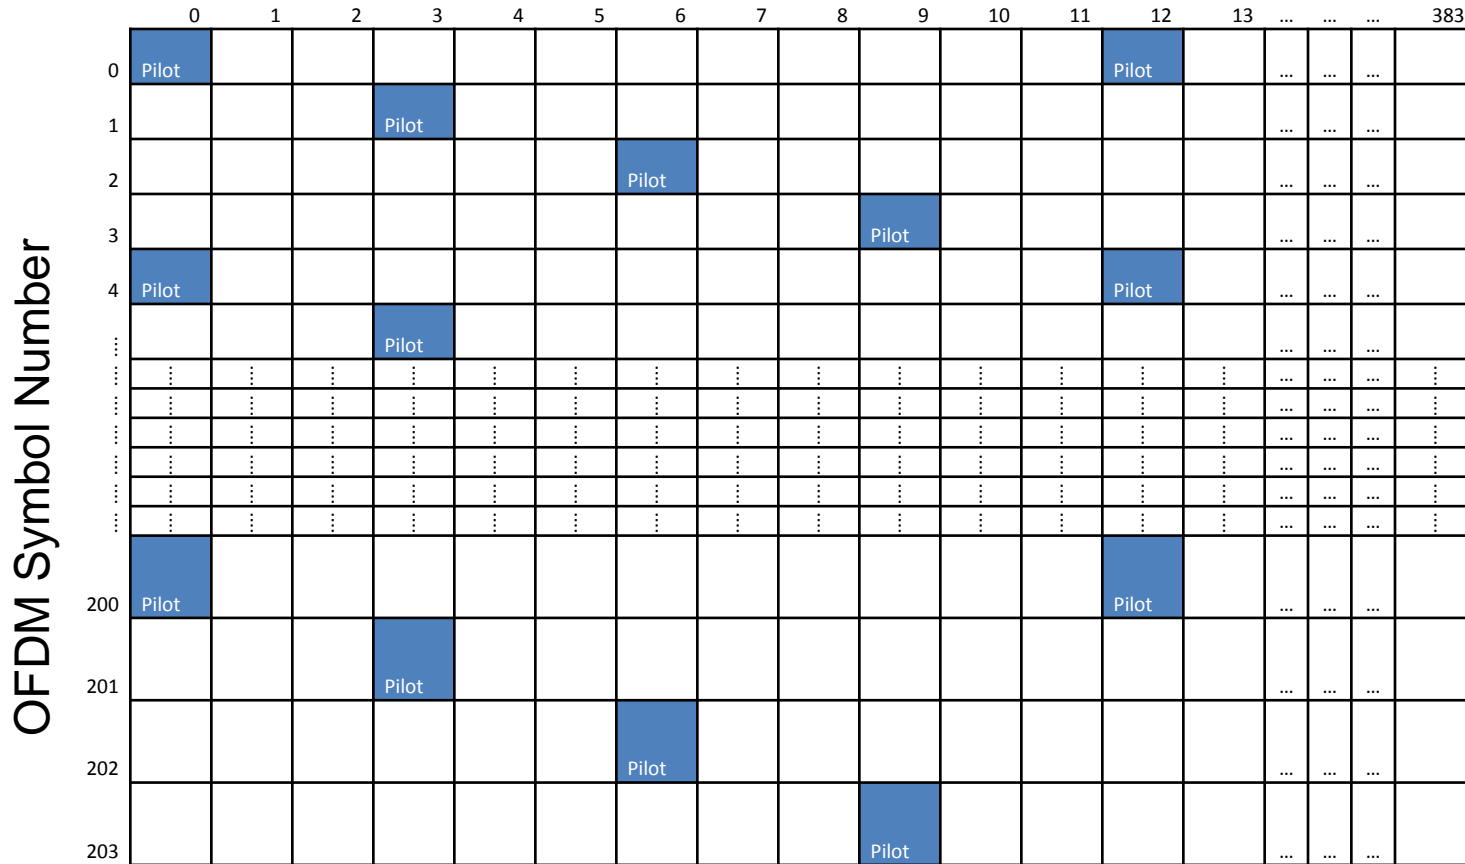 0 1 2 3 4 5 6 7 8 9 10 11 12 13 ... ... ... 383
OFDM Symbol Number
0 Pilot Pilot ... ... ...
1 Pilot ... ... ...
2 Pilot ... ... ...
3 Pilot ... ... ...
4 Pilot Pilot ... ... ...
⋮ Pilot ... ... ...
⋮ ⋮ ⋮ ⋮ ⋮ ⋮ ⋮ ⋮ ⋮ ⋮ ⋮ ⋮ ⋮ ⋮ ⋮ ... ... ... ⋮
⋮ ⋮ ⋮ ⋮ ⋮ ⋮ ⋮ ⋮ ⋮ ⋮ ⋮ ⋮ ⋮ ⋮ ⋮ ... ... ... ⋮
⋮ ⋮ ⋮ ⋮ ⋮ ⋮ ⋮ ⋮ ⋮ ⋮ ⋮ ⋮ ⋮ ⋮ ⋮ ... ... ... ⋮
⋮ ⋮ ⋮ ⋮ ⋮ ⋮ ⋮ ⋮ ⋮ ⋮ ⋮ ⋮ ⋮ ⋮ ⋮ ... ... ... ⋮
⋮ ⋮ ⋮ ⋮ ⋮ ⋮ ⋮ ⋮ ⋮ ⋮ ⋮ ⋮ ⋮ ⋮ ⋮ ... ... ... ⋮
⋮ ⋮ ⋮ ⋮ ⋮ ⋮ ⋮ ⋮ ⋮ ⋮ ⋮ ⋮ ⋮ ⋮ ⋮ ... ... ... ⋮
200 Pilot Pilot ... ... ...
201 Pilot ... ... ...
202 Pilot ... ... ...
203 Pilot ... ... ...